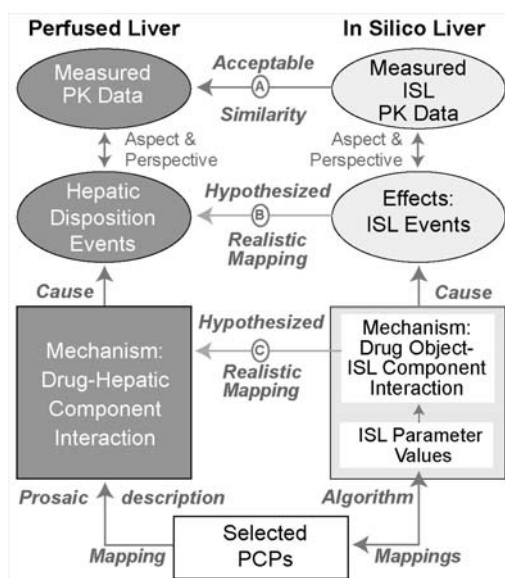 Perfused Liver
In Silico Liver
Measured
PK Data
Acceptable
A
Similarity
Measured
ISL
PK Data
Aspect &
Perspective
Aspect &
Perspective
Hepatic
Disposition
Events
Hypothesized
B
Realistic
Mapping
Effects:
ISL Events
Cause
Cause
Mechanism:
Drug-Hepatic
Component
Interaction
Hypothesized
C
Realistic
Mapping
Mechanism:
Drug Object-
ISL Component
Interaction
ISL Parameter
Values
Prosaic description
Mapping
Selected
PCPs
Algorithm
Mappings